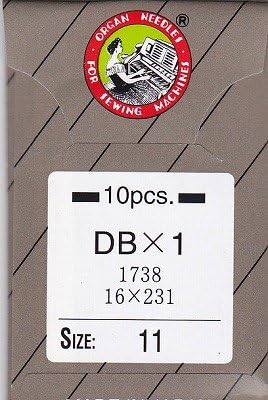 ORGAN NEEDLES
®
FOR SEWING MACHINES
10pcs.
DB×1
1738
16×231
SIZE: 11